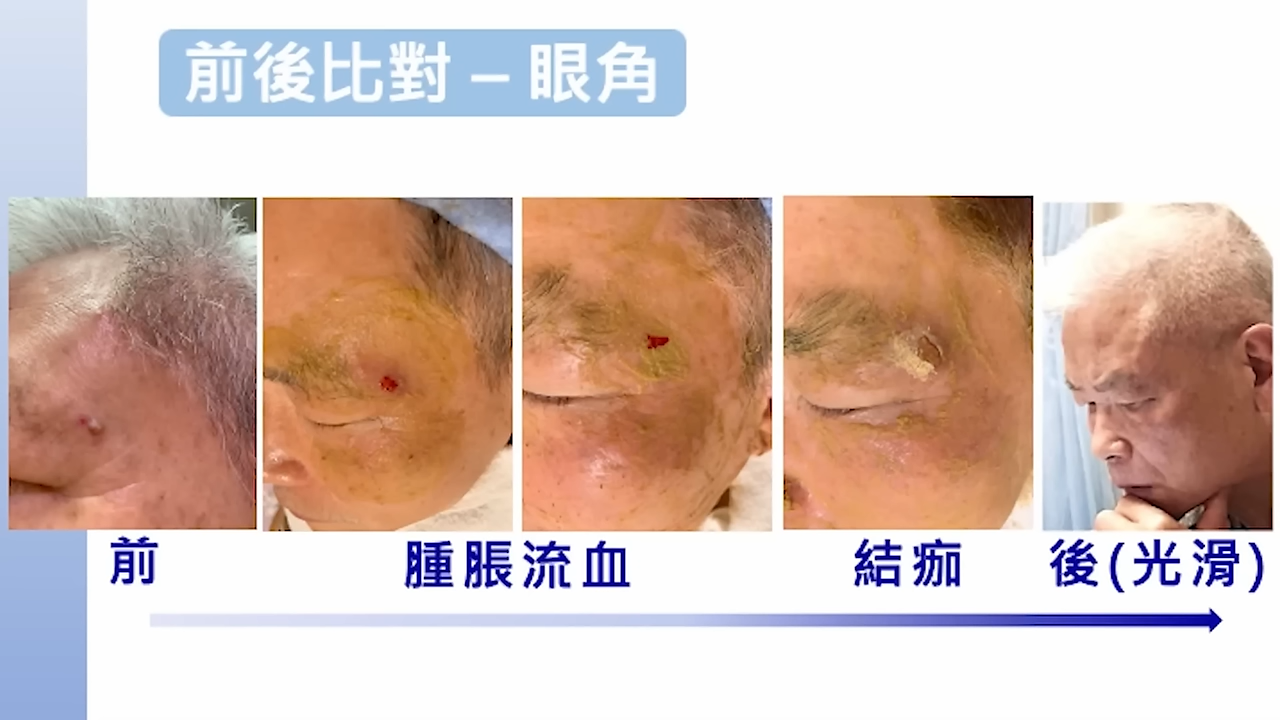 前後比對 – 眼角
前
腫脹流血
結痂
後(光滑)